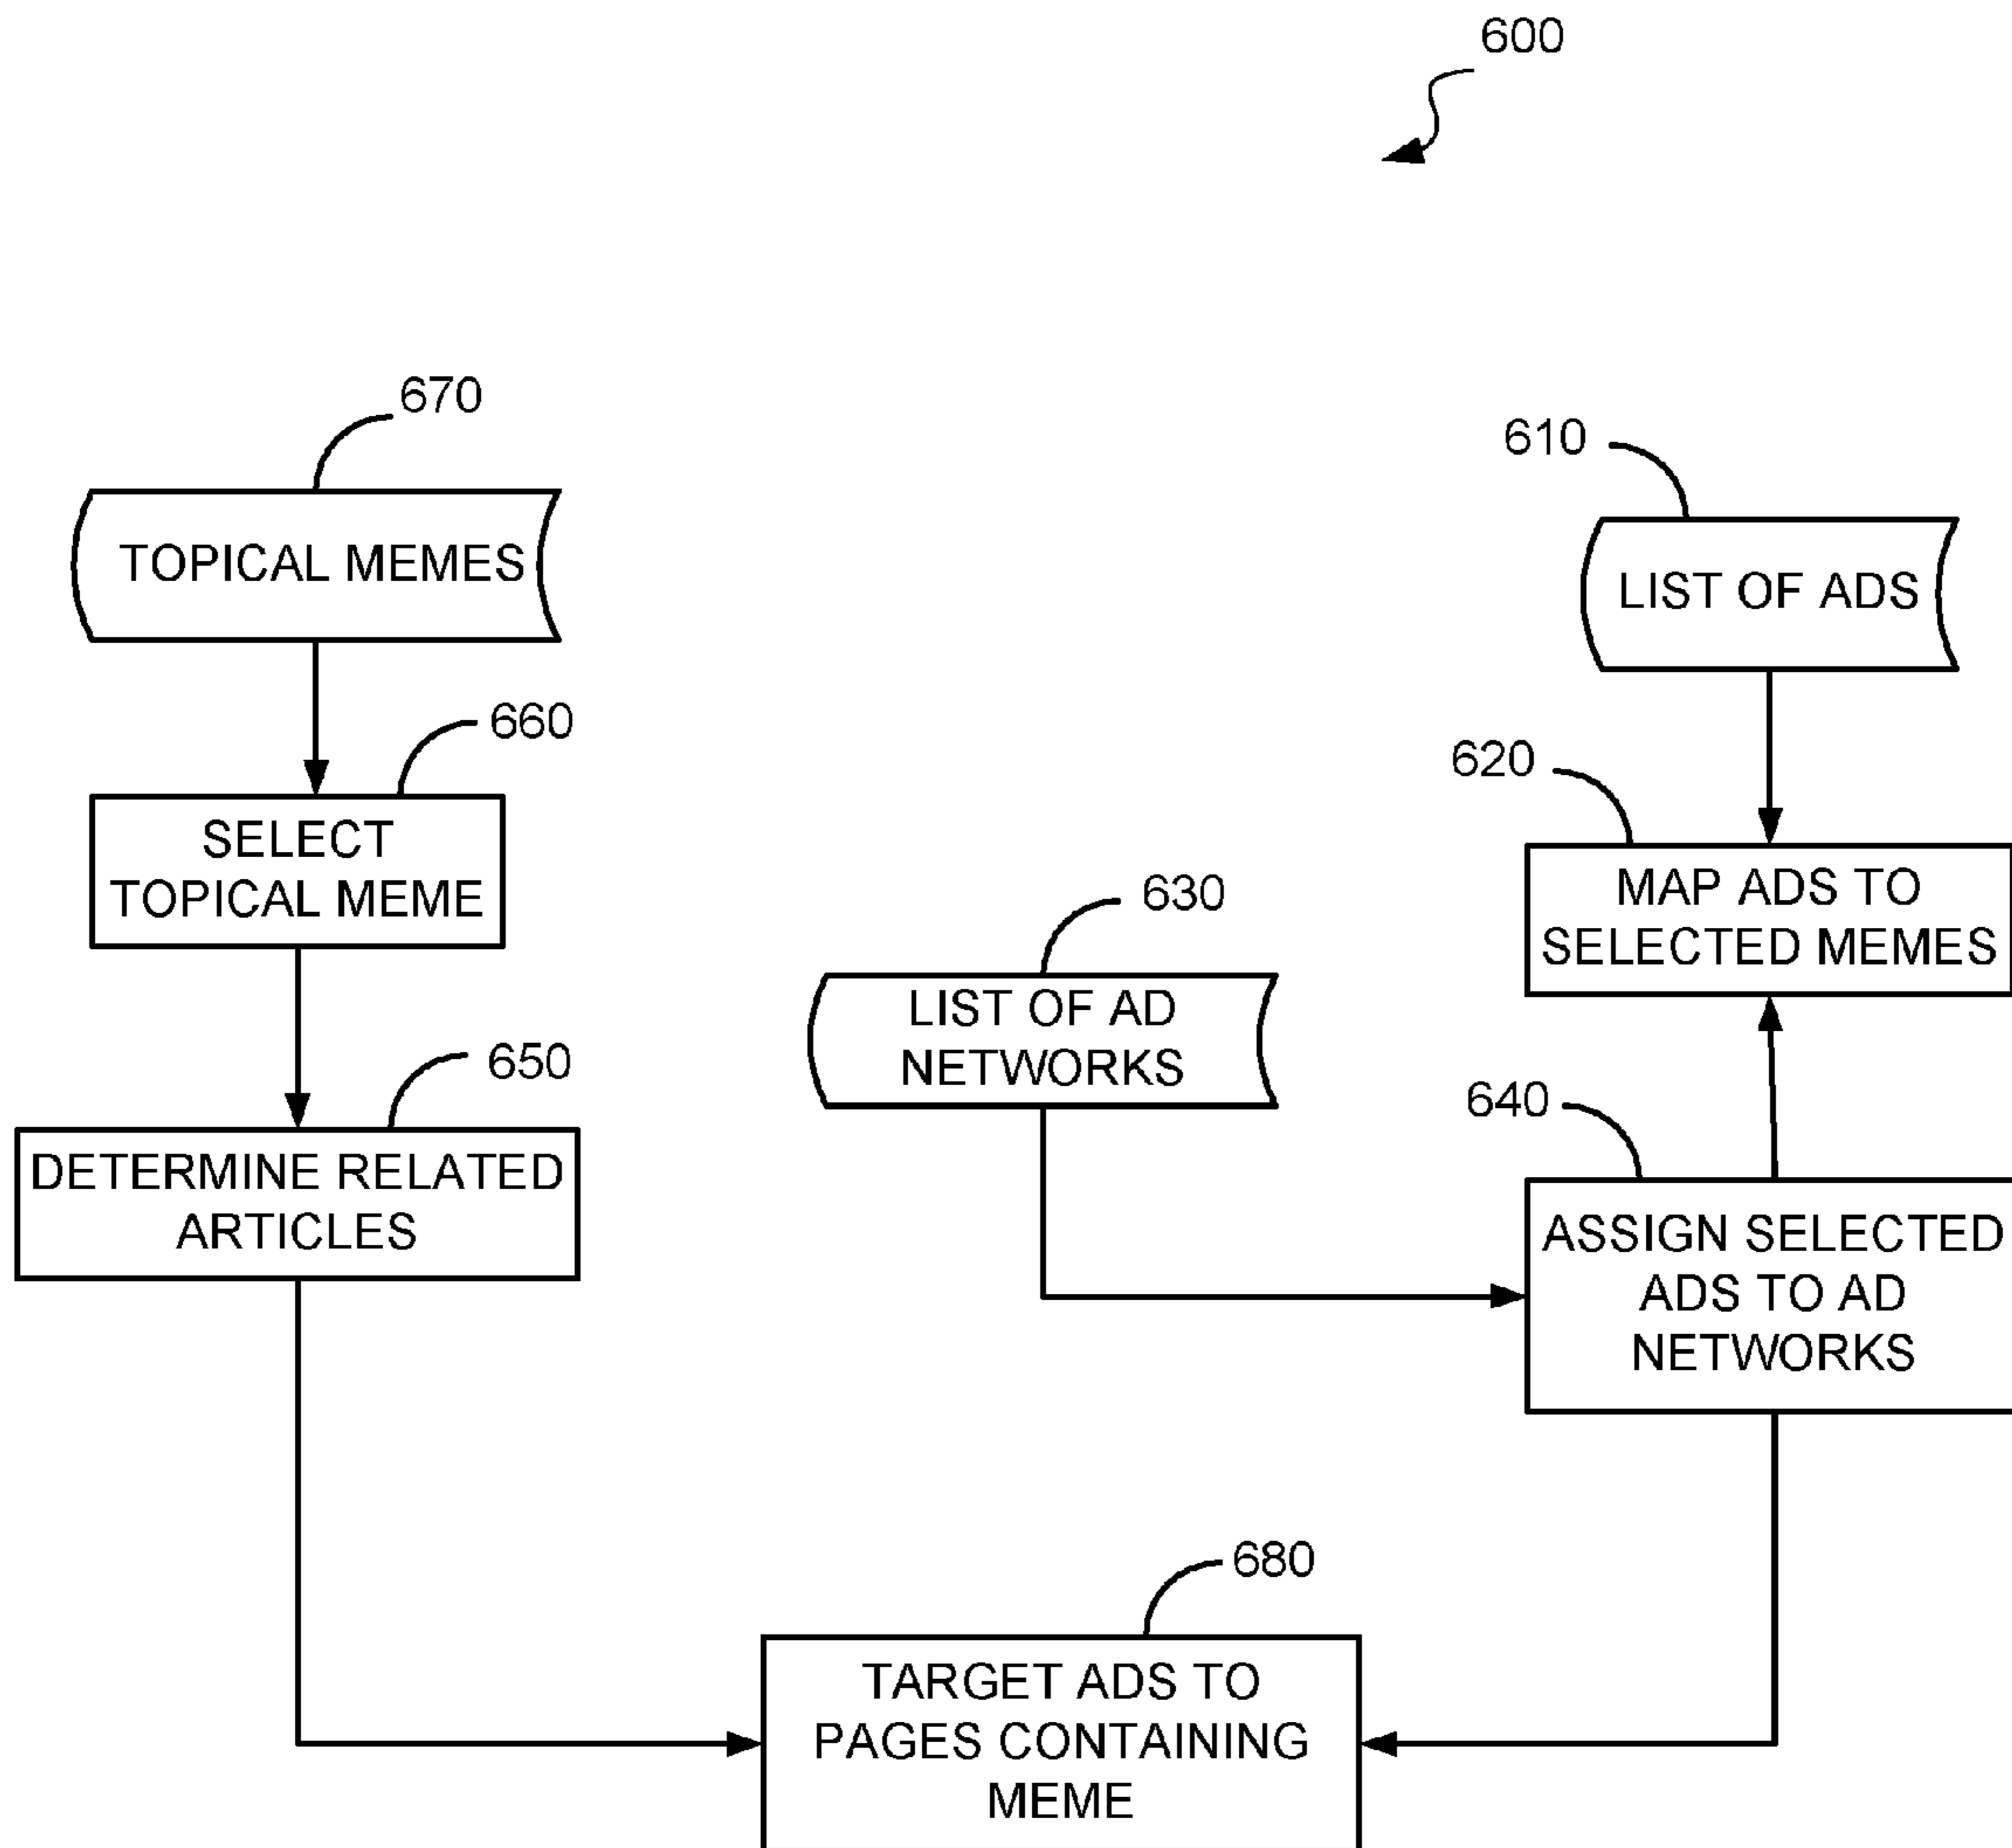 600
670
TOPICAL MEMES
610
LIST OF ADS
660
SELECT
TOPICAL MEME
620
MAP ADS TO
SELECTED MEMES
630
LIST OF AD
NETWORKS
650
DETERMINE RELATED
ARTICLES
640
ASSIGN SELECTED
ADS TO AD
NETWORKS
680
TARGET ADS TO
PAGES CONTAINING
MEME